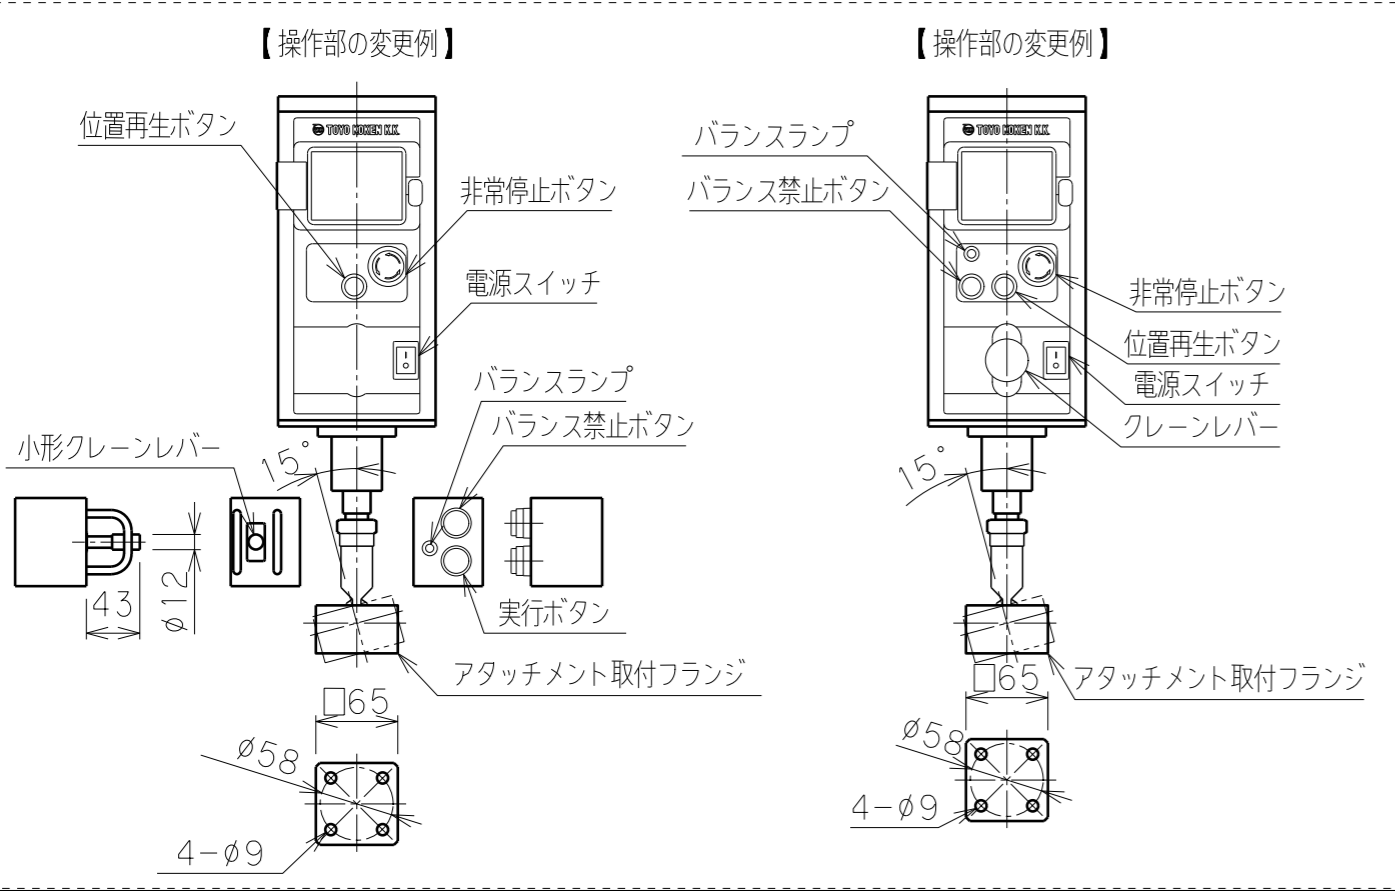 【操作部の変更例】
TOYO KOKEN K.K.
位置再生ボタン
非常停止ボタン
電源スイッチ
バランスランプ
バランス禁止ボタン
小形クレーンレバー
15°
43
φ12
実行ボタン
アタッチメント取付フランジ
□65
φ58
4-φ9
【操作部の変更例】
TOYO KOKEN K.K.
バランスランプ
バランス禁止ボタン
非常停止ボタン
位置再生ボタン
電源スイッチ
クレーンレバー
15°
アタッチメント取付フランジ
□65
φ58
4-φ9